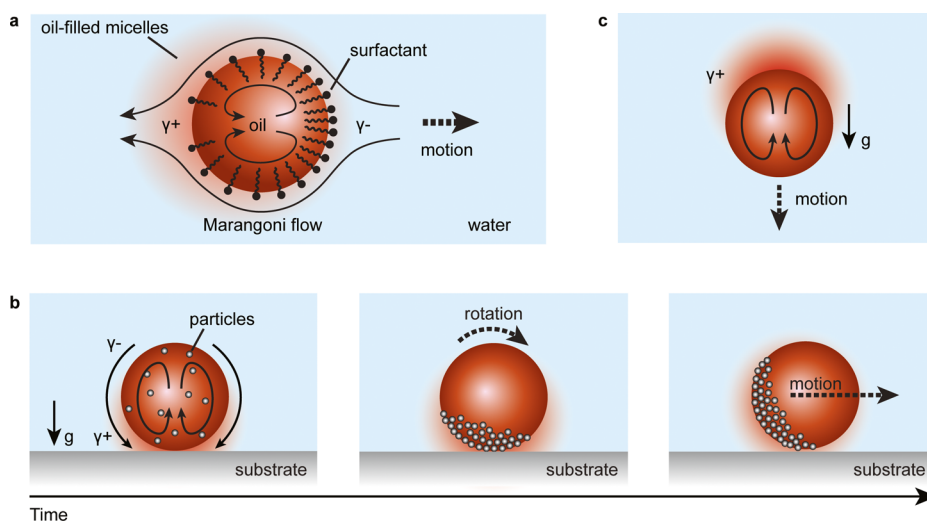 a
oil-filled micelles
surfactant
γ+
oil
γ-
motion
Marangoni flow
water
c
γ+
g
motion
b
particles
γ-
γ+
g
substrate
rotation
substrate
motion
substrate
Time